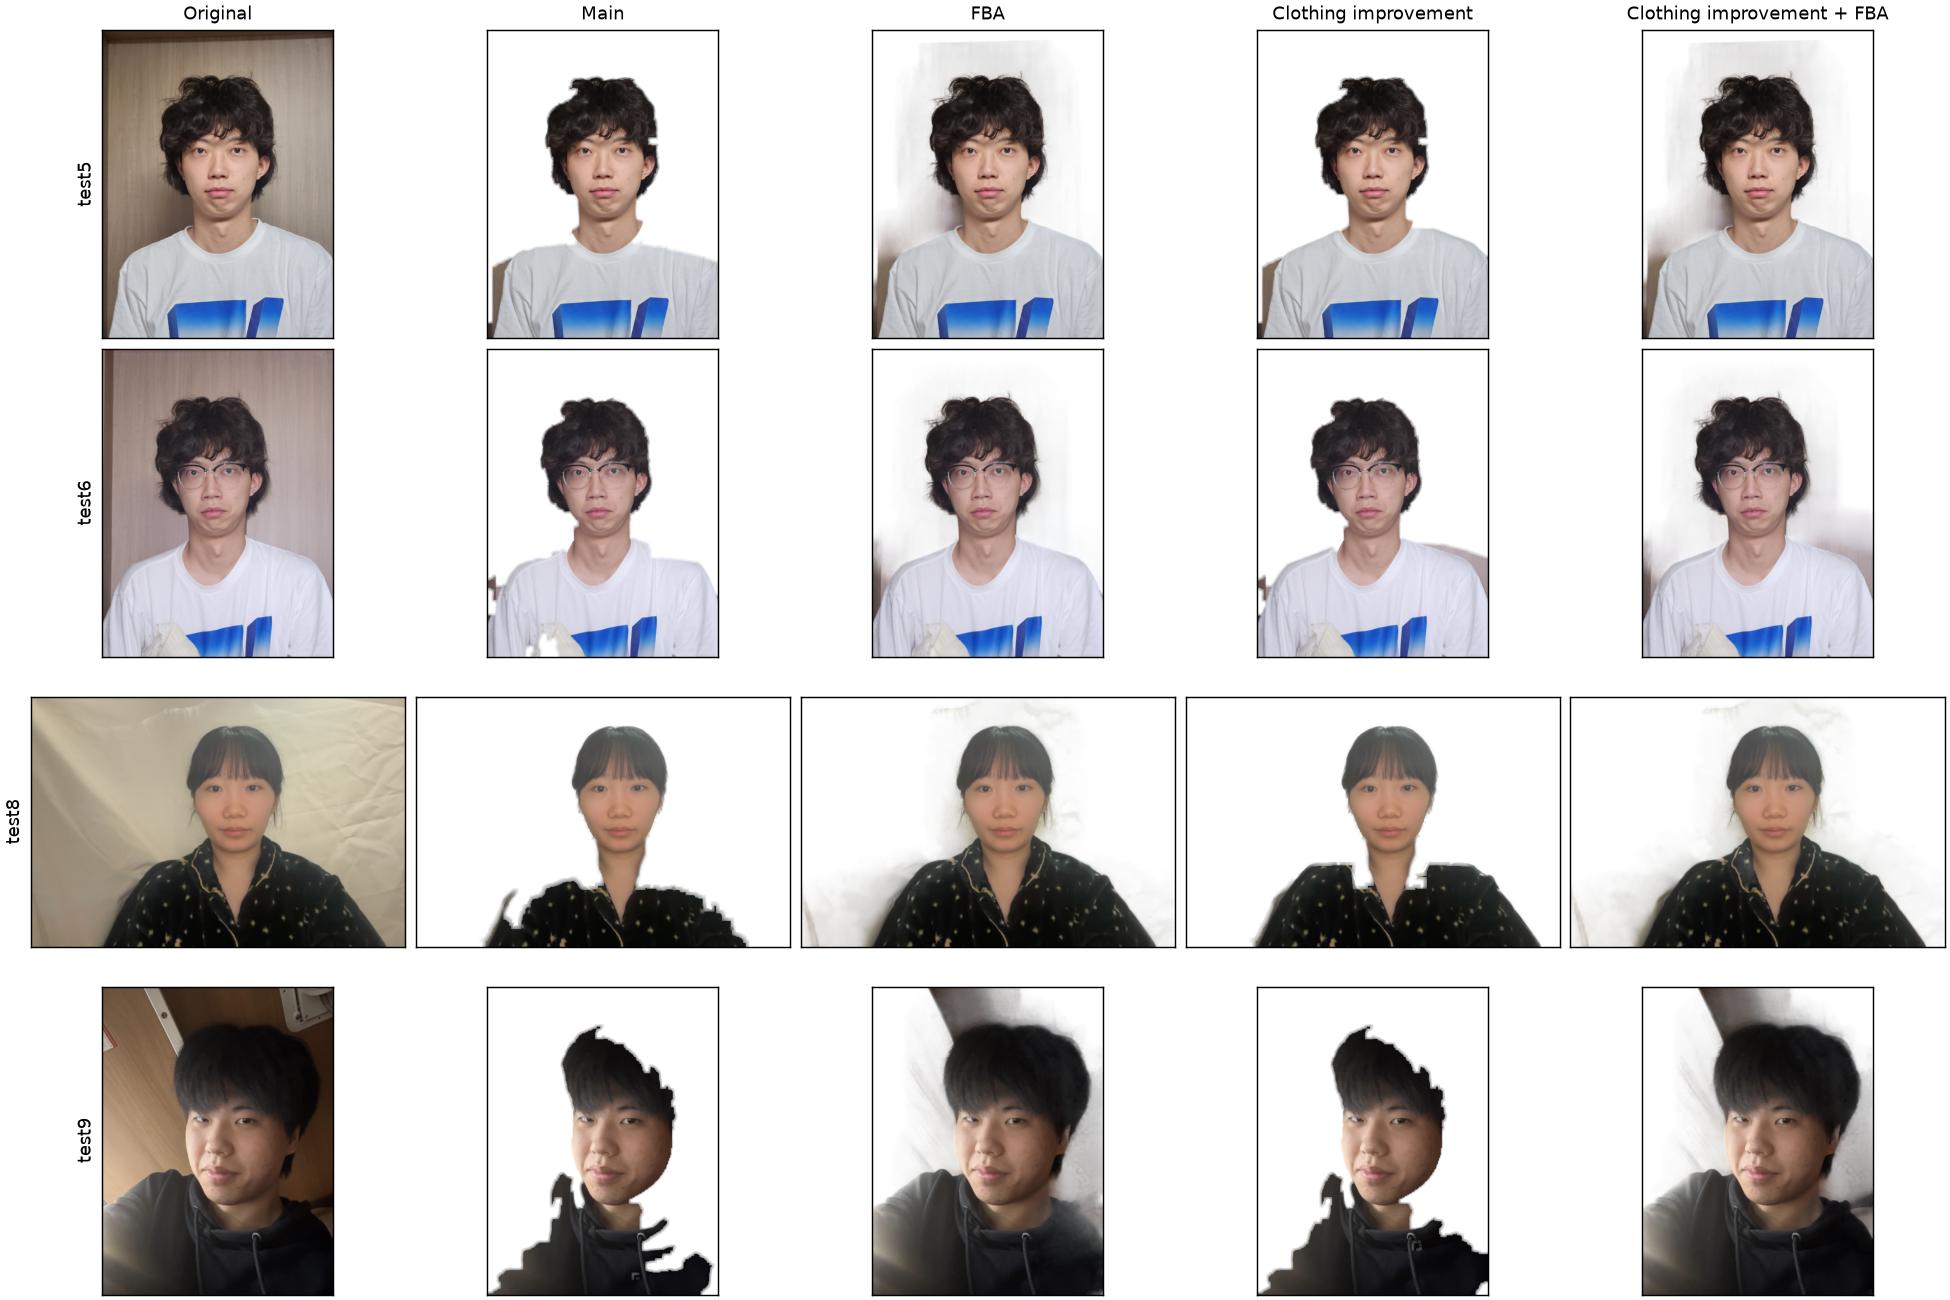 Original Main FBA Clothing improvement Clothing improvement + FBA
test5
test6
test8
test9